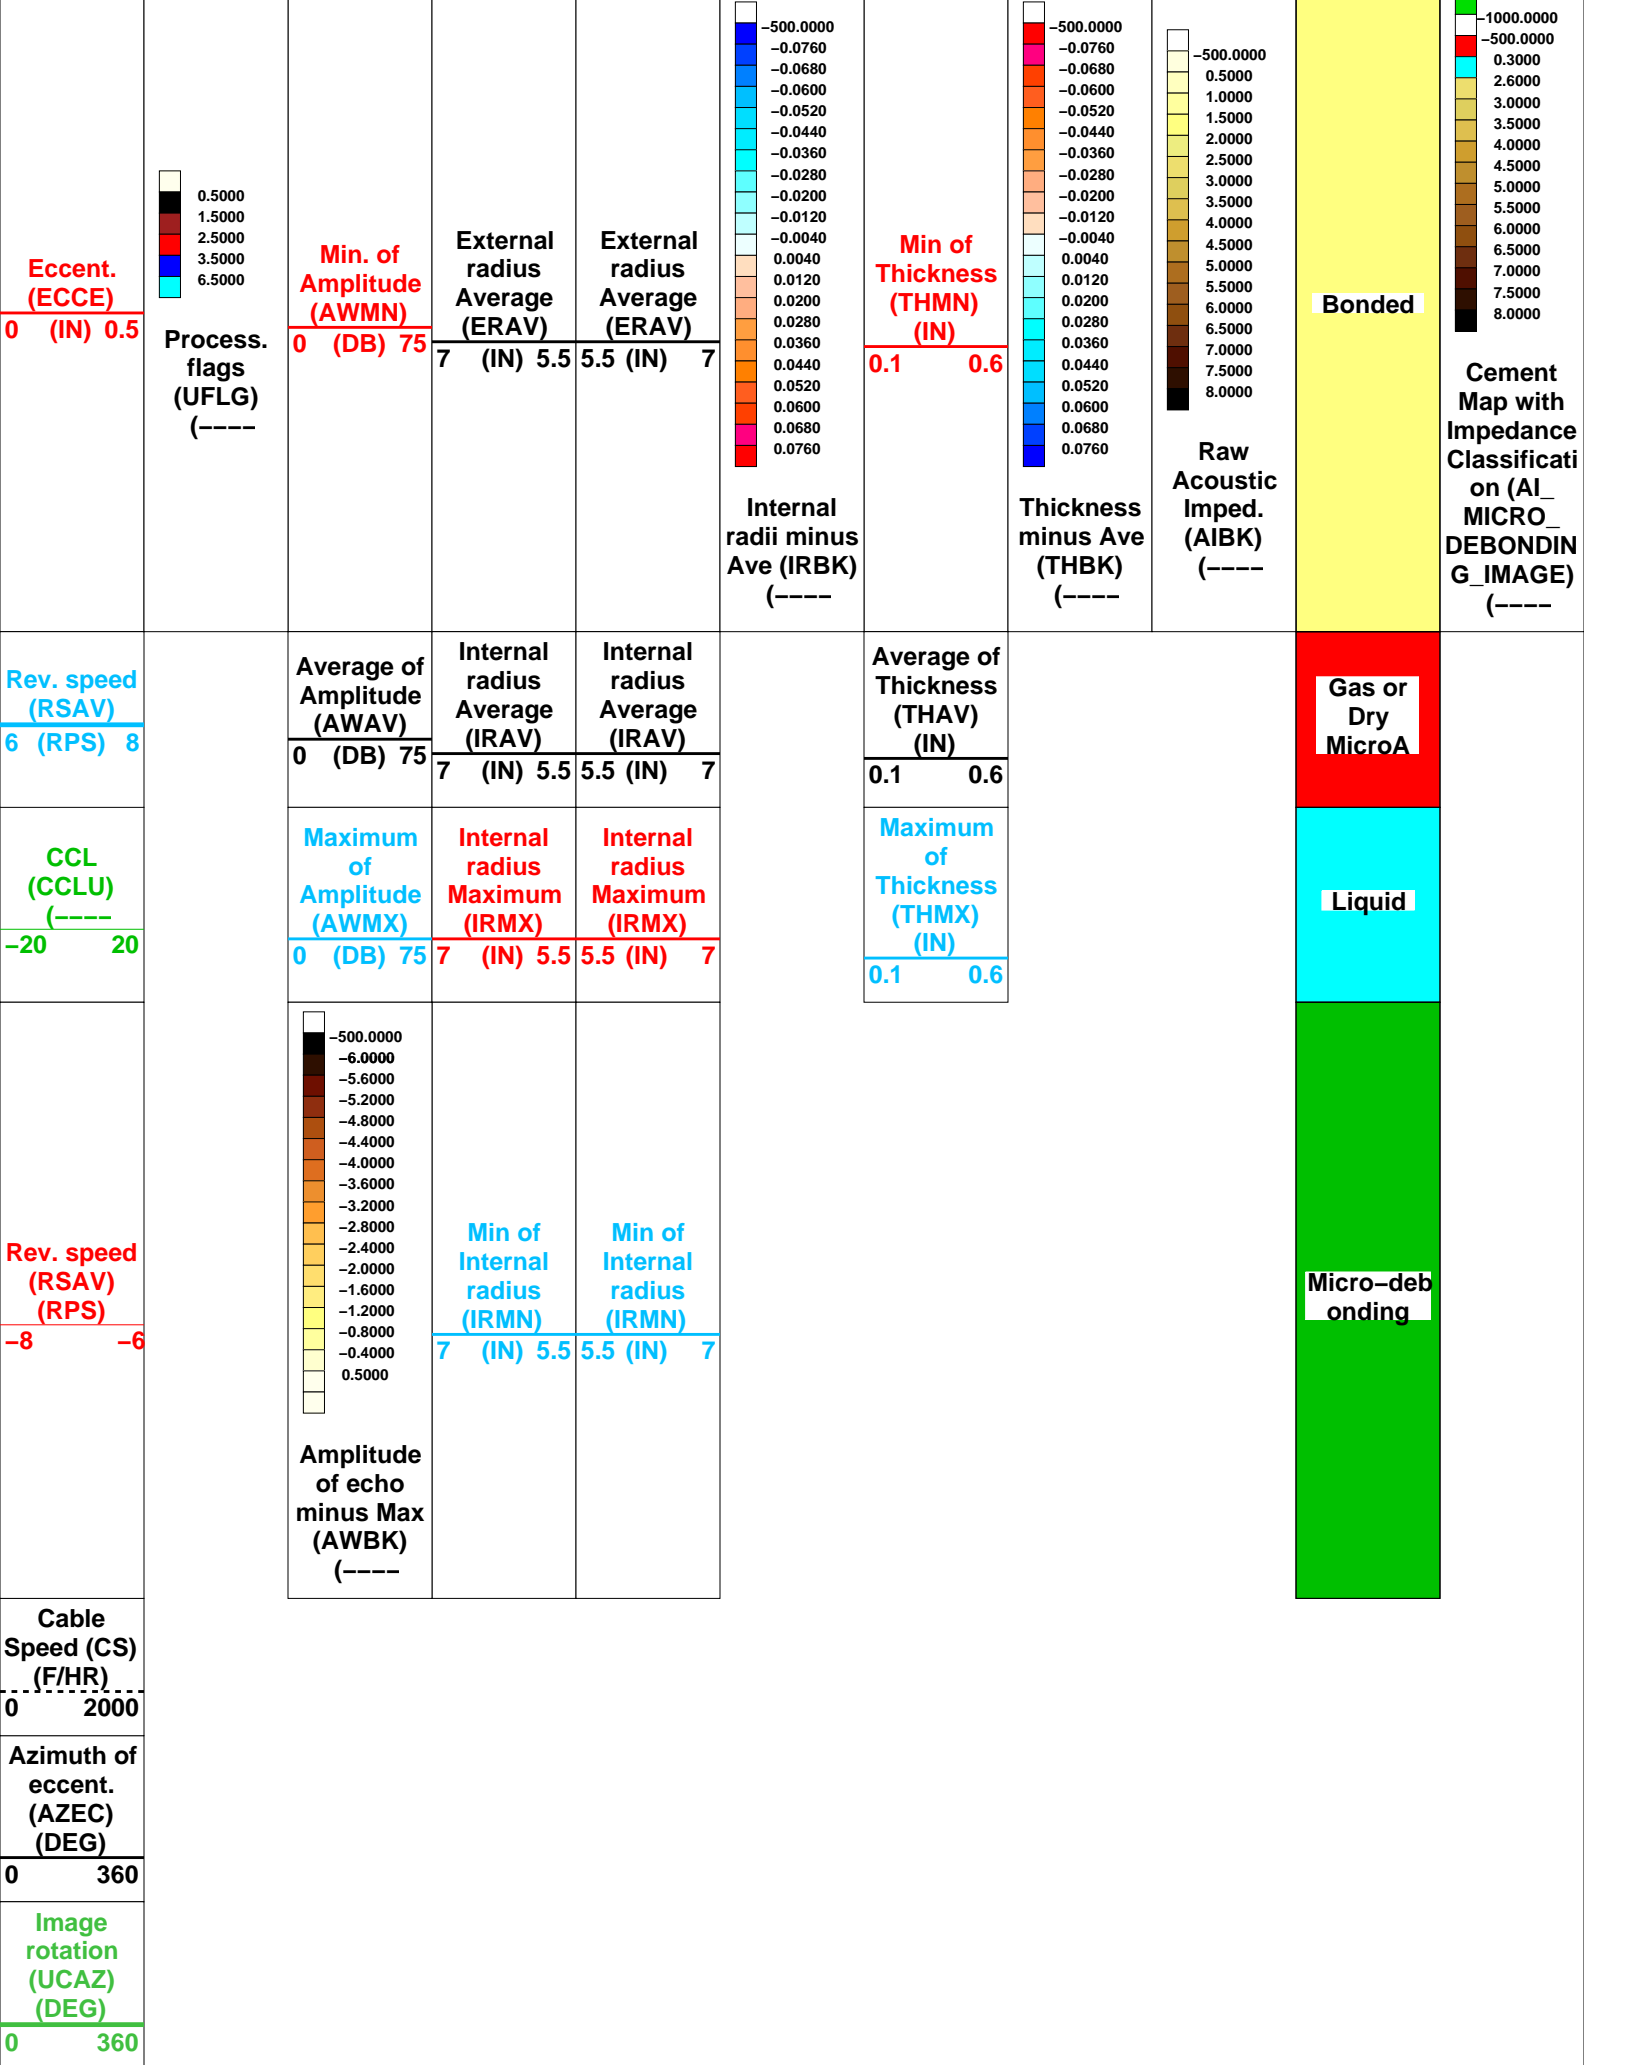 Eccent.
(ECCE)
0 (IN) 0.5
0.5000
1.5000
2.5000
3.5000
6.5000
Process.
flags
(UFLG)
(----
Min. of
Amplitude
(AWMN)
0 (DB) 75
External
radius
Average
(ERAV)
7 (IN) 5.5
External
radius
Average
(ERAV)
5.5 (IN) 7
-500.0000
-0.0760
-0.0680
-0.0600
-0.0520
-0.0440
-0.0360
-0.0280
-0.0200
-0.0120
-0.0040
0.0040
0.0120
0.0200
0.0280
0.0360
0.0440
0.0520
0.0600
0.0680
0.0760
Internal
radii minus
Ave (IRBK)
(----
Min of
Thickness
(THMN)
(IN)
0.1 0.6
-500.0000
-0.0760
-0.0680
-0.0600
-0.0520
-0.0440
-0.0360
-0.0280
-0.0200
-0.0120
-0.0040
0.0040
0.0120
0.0200
0.0280
0.0360
0.0440
0.0520
0.0600
0.0680
0.0760
Thickness
minus Ave
(THBK)
(----
-500.0000
0.5000
1.0000
1.5000
2.0000
2.5000
3.0000
3.5000
4.0000
4.5000
5.0000
5.5000
6.0000
6.5000
7.0000
7.5000
8.0000
Raw
Acoustic
Imped.
(AIBK)
(----
Bonded
-1000.0000
-500.0000
0.3000
2.6000
3.0000
3.5000
4.0000
4.5000
5.0000
5.5000
6.0000
6.5000
7.0000
7.5000
8.0000
Cement
Map with
Impedance
Classificati
on (AI_
MICRO_
DEBONDIN
G_IMAGE)
(----
Rev. speed
(RSAV)
6 (RPS) 8
Average of
Amplitude
(AWAV)
0 (DB) 75
Internal
radius
Average
(IRAV)
7 (IN) 5.5
Internal
radius
Average
(IRAV)
5.5 (IN) 7
Average of
Thickness
(THAV)
(IN)
0.1 0.6
Gas or
Dry
MicroA
CCL
(CCLU)
(----
-20 20
Maximum
of
Amplitude
(AWMX)
0 (DB) 75
Internal
radius
Maximum
(IRMX)
7 (IN) 5.5
Internal
radius
Maximum
(IRMX)
5.5 (IN) 7
Maximum
of
Thickness
(THMX)
(IN)
0.1 0.6
Liquid
Rev. speed
(RSAV)
(RPS)
-8 -6
-500.0000
-6.0000
-5.6000
-5.2000
-4.8000
-4.4000
-4.0000
-3.6000
-3.2000
-2.8000
-2.4000
-2.0000
-1.6000
-1.2000
-0.8000
-0.4000
0.5000
Amplitude
of echo
minus Max
(AWBK)
(----
Min of
Internal
radius
(IRMN)
7 (IN) 5.5
Min of
Internal
radius
(IRMN)
5.5 (IN) 7
Micro-deb
onding
Cable
Speed (CS)
(F/HR)
0 2000
Azimuth of
eccent.
(AZEC)
(DEG)
0 360
Image
rotation
(UCAZ)
(DEG)
0 360